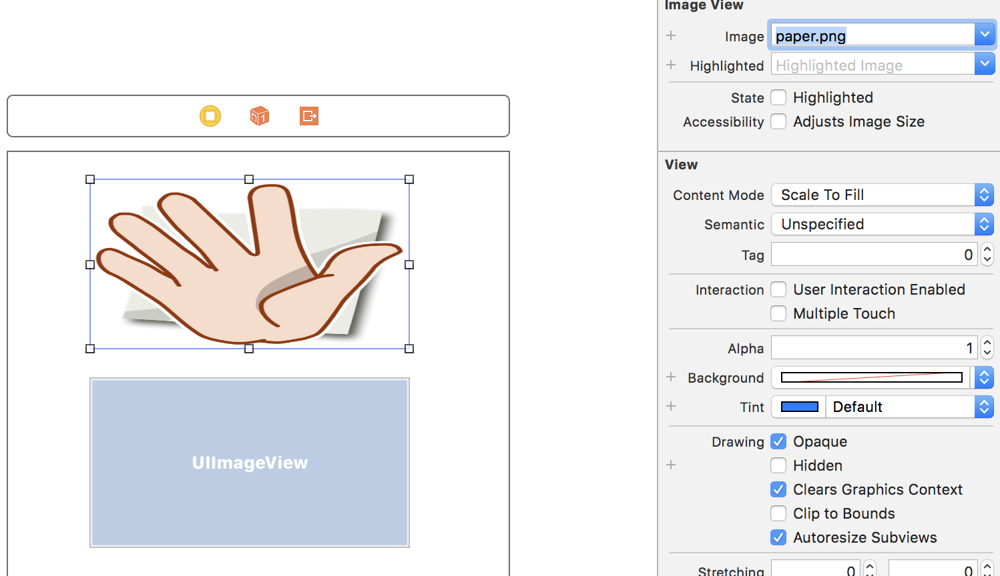 Image View
Image paper.png
Highlighted Highlighted Image
State Highlighted
Accessibility Adjusts Image Size
View
Content Mode Scale To Fill
Semantic Unspecified
Tag 0
Interaction User Interaction Enabled
Multiple Touch
Alpha 1
Background
Tint Default
Drawing Opaque
Hidden
Clears Graphics Context
Clip to Bounds
Autoresize Subviews
Stretching 0 0
1
UIImageView